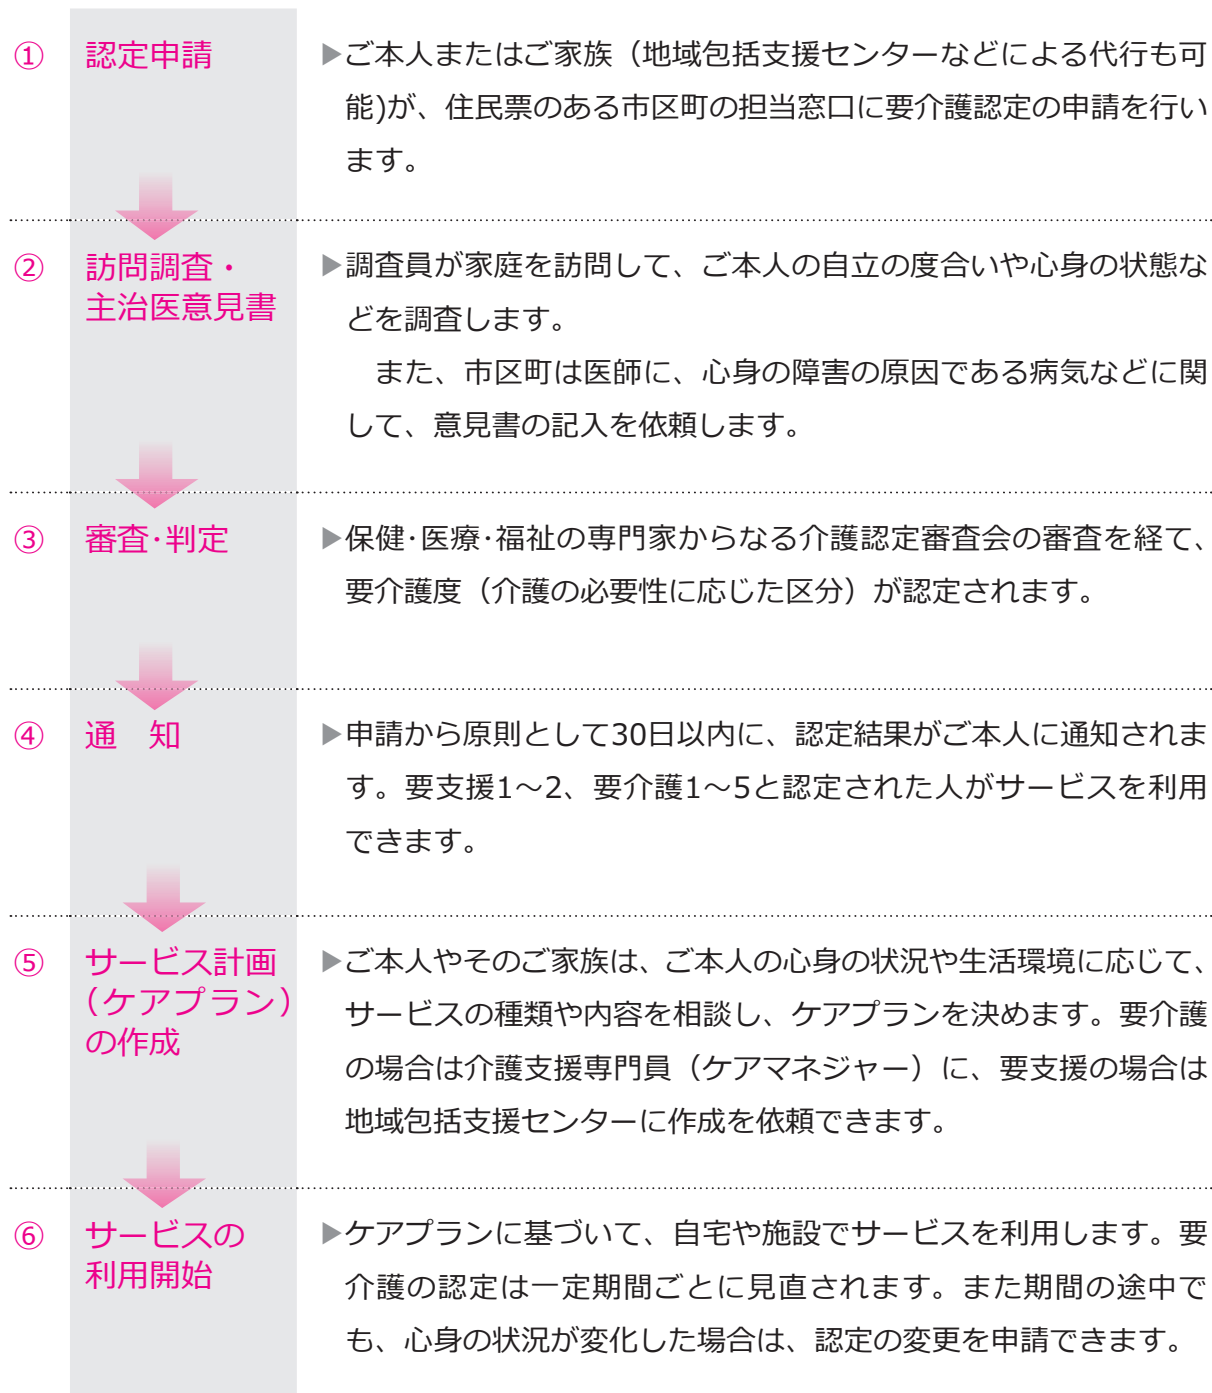 ① 認定申請
▶ご本人またはご家族（地域包括支援センターなどによる代行も可
能)が、住民票のある市区町の担当窓口に要介護認定の申請を行い
ます。
② 訪問調査・
主治医意見書
▶調査員が家庭を訪問して、ご本人の自立の度合いや心身の状態な
どを調査します。
　また、市区町は医師に、心身の障害の原因である病気などに関
して、意見書の記入を依頼します。
③ 審査・判定
▶保健・医療・福祉の専門家からなる介護認定審査会の審査を経て、
要介護度（介護の必要性に応じた区分）が認定されます。
④ 通　知
▶申請から原則として30日以内に、認定結果がご本人に通知されま
す。要支援1～2、要介護1～5と認定された人がサービスを利用
できます。
⑤ サービス計画
（ケアプラン）
の作成
▶ご本人やそのご家族は、ご本人の心身の状況や生活環境に応じて、
サービスの種類や内容を相談し、ケアプランを決めます。要介護
の場合は介護支援専門員（ケアマネジャー）に、要支援の場合は
地域包括支援センターに作成を依頼できます。
⑥ サービスの
利用開始
▶ケアプランに基づいて、自宅や施設でサービスを利用します。要
介護の認定は一定期間ごとに見直されます。また期間の途中で
も、心身の状況が変化した場合は、認定の変更を申請できます。